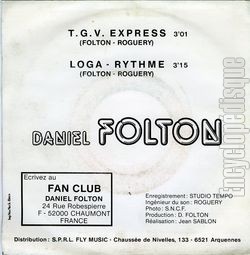 T.G.V. EXPRESS 3'01
(FOLTON - ROGUERY)
LOGA - RYTHME 3'15
(FOLTON - ROGUERY)
DANIEL FOLTON
Ecrivez au
FAN CLUB
DANIEL FOLTON
24 Rue Robespierre
F - 52000 CHAUMONT
FRANCE
Enregistrement : STUDIO TEMPO
Ingénieur du son : ROGUERY
Photo : S.N.C.F.
Production : D. FOLTON
Réalisation : Jean SABLON
Distribution : S.P.R.L. FLY MUSIC - Chaussée de Nivelles, 133 - 6521 Arquennes